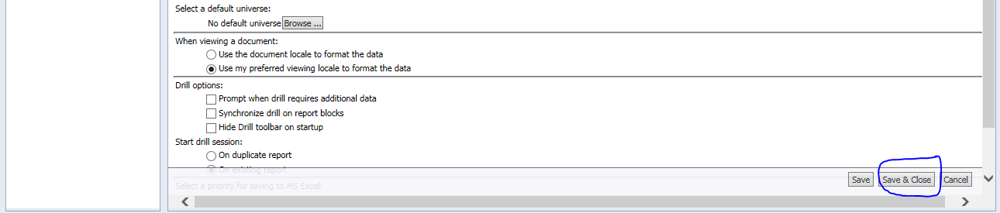 Select a default universe:
No default universe Browse ...
When viewing a document:
Use the document locale to format the data
Use my preferred viewing locale to format the data
Drill options:
Prompt when drill requires additional data
Synchronize drill on report blocks
Hide Drill toolbar on startup
Start drill session:
On duplicate report
On existing report
Save Save & Close Cancel
Select a priority for saving to MS Excel: